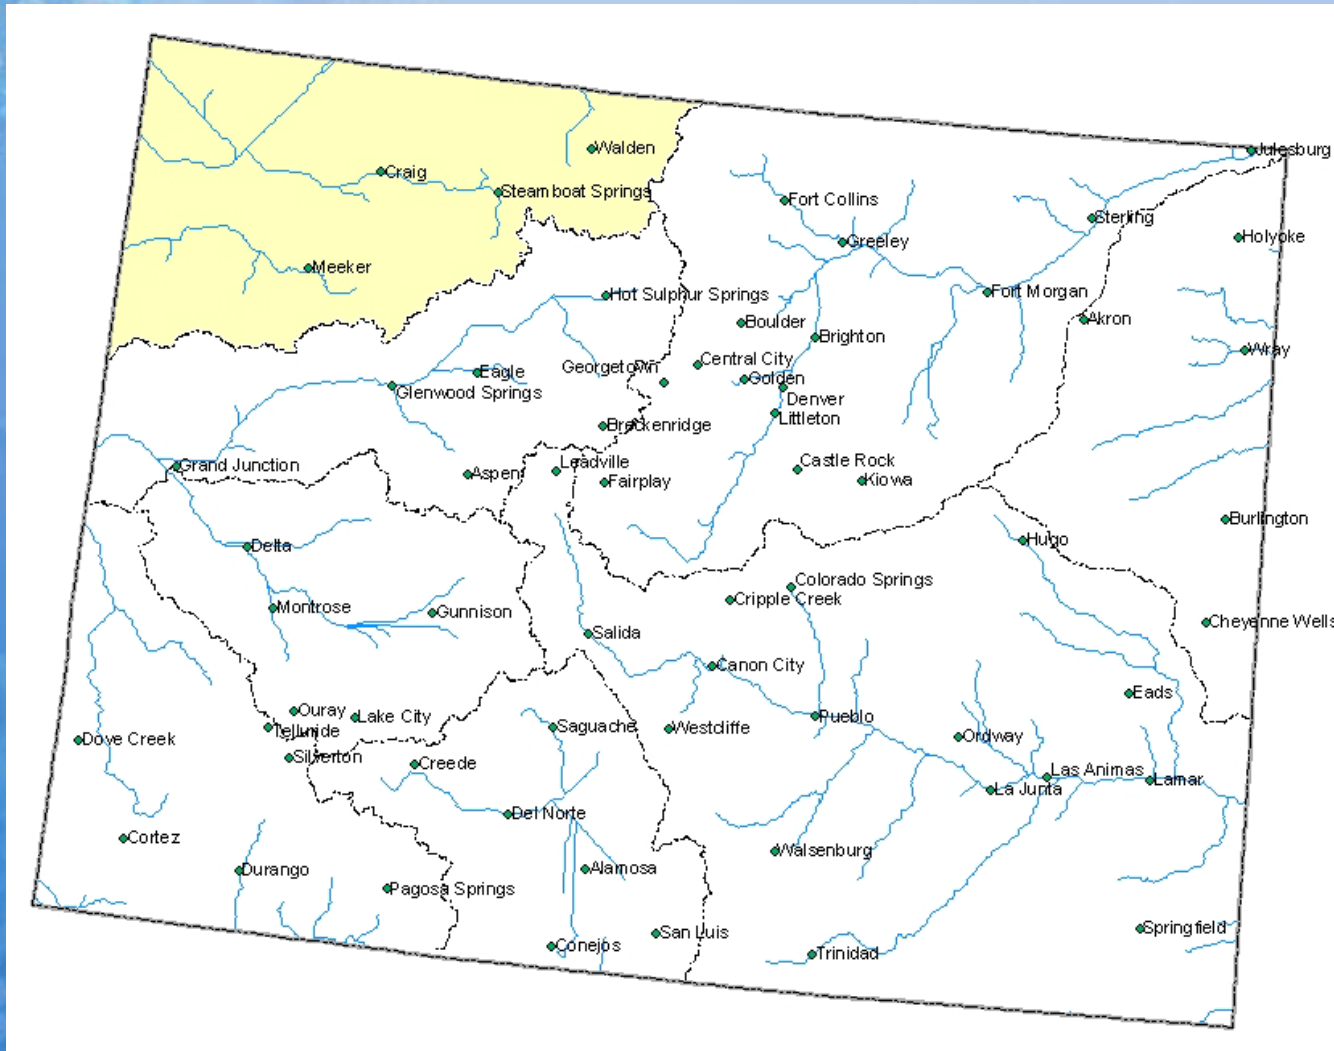 Julesburg
Walden
Craig
Steamboat Springs
Fort Collins
Sterling
Holyoke
Greeley
Meeker
Hot Sulphur Springs
Fort Morgan
Boulder
Akron
Brighton
Wray
Central City
Georgetown
Eagle
Golden
Glenwood Springs
Denver
Littleton
Breckenridge
Castle Rock
Leadville
Grand Junction
Aspen
Fairplay
Kiowa
Burlington
Hugo
Delta
Colorado Springs
Cripple Creek
Montrose
Gunnison
Cheyenne Wells
Salida
Canon City
Eads
Ouray
Lake City
Pueblo
Telluride
Saguache
Westcliffe
Dove Creek
Ordway
Silverton
Creede
Las Animas
Lamar
La Junta
Del Norte
Cortez
Walsenburg
Durango
Alamosa
Pagosa Springs
Springfield
San Luis
Conejos
Trinidad